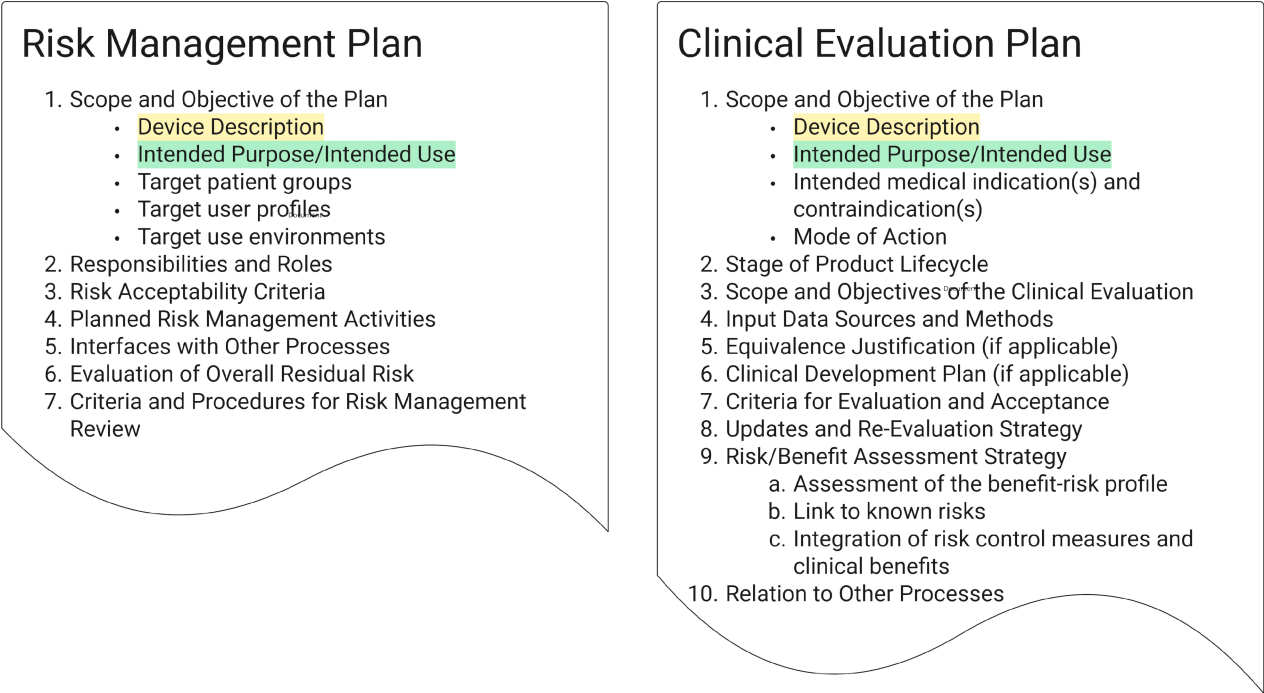 Risk Management Plan
1. Scope and Objective of the Plan
• Device Description
• Intended Purpose/Intended Use
• Target patient groups
• Target user profiles
Document
• Target use environments
2. Responsibilities and Roles
3. Risk Acceptability Criteria
4. Planned Risk Management Activities
5. Interfaces with Other Processes
6. Evaluation of Overall Residual Risk
7. Criteria and Procedures for Risk Management
Review
Clinical Evaluation Plan
1. Scope and Objective of the Plan
• Device Description
• Intended Purpose/Intended Use
• Intended medical indication(s) and
contraindication(s)
• Mode of Action
2. Stage of Product Lifecycle
3. Scope and Objectives of the Clinical Evaluation
Document
4. Input Data Sources and Methods
5. Equivalence Justification (if applicable)
6. Clinical Development Plan (if applicable)
7. Criteria for Evaluation and Acceptance
8. Updates and Re-Evaluation Strategy
9. Risk/Benefit Assessment Strategy
a. Assessment of the benefit-risk profile
b. Link to known risks
c. Integration of risk control measures and
clinical benefits
10. Relation to Other Processes